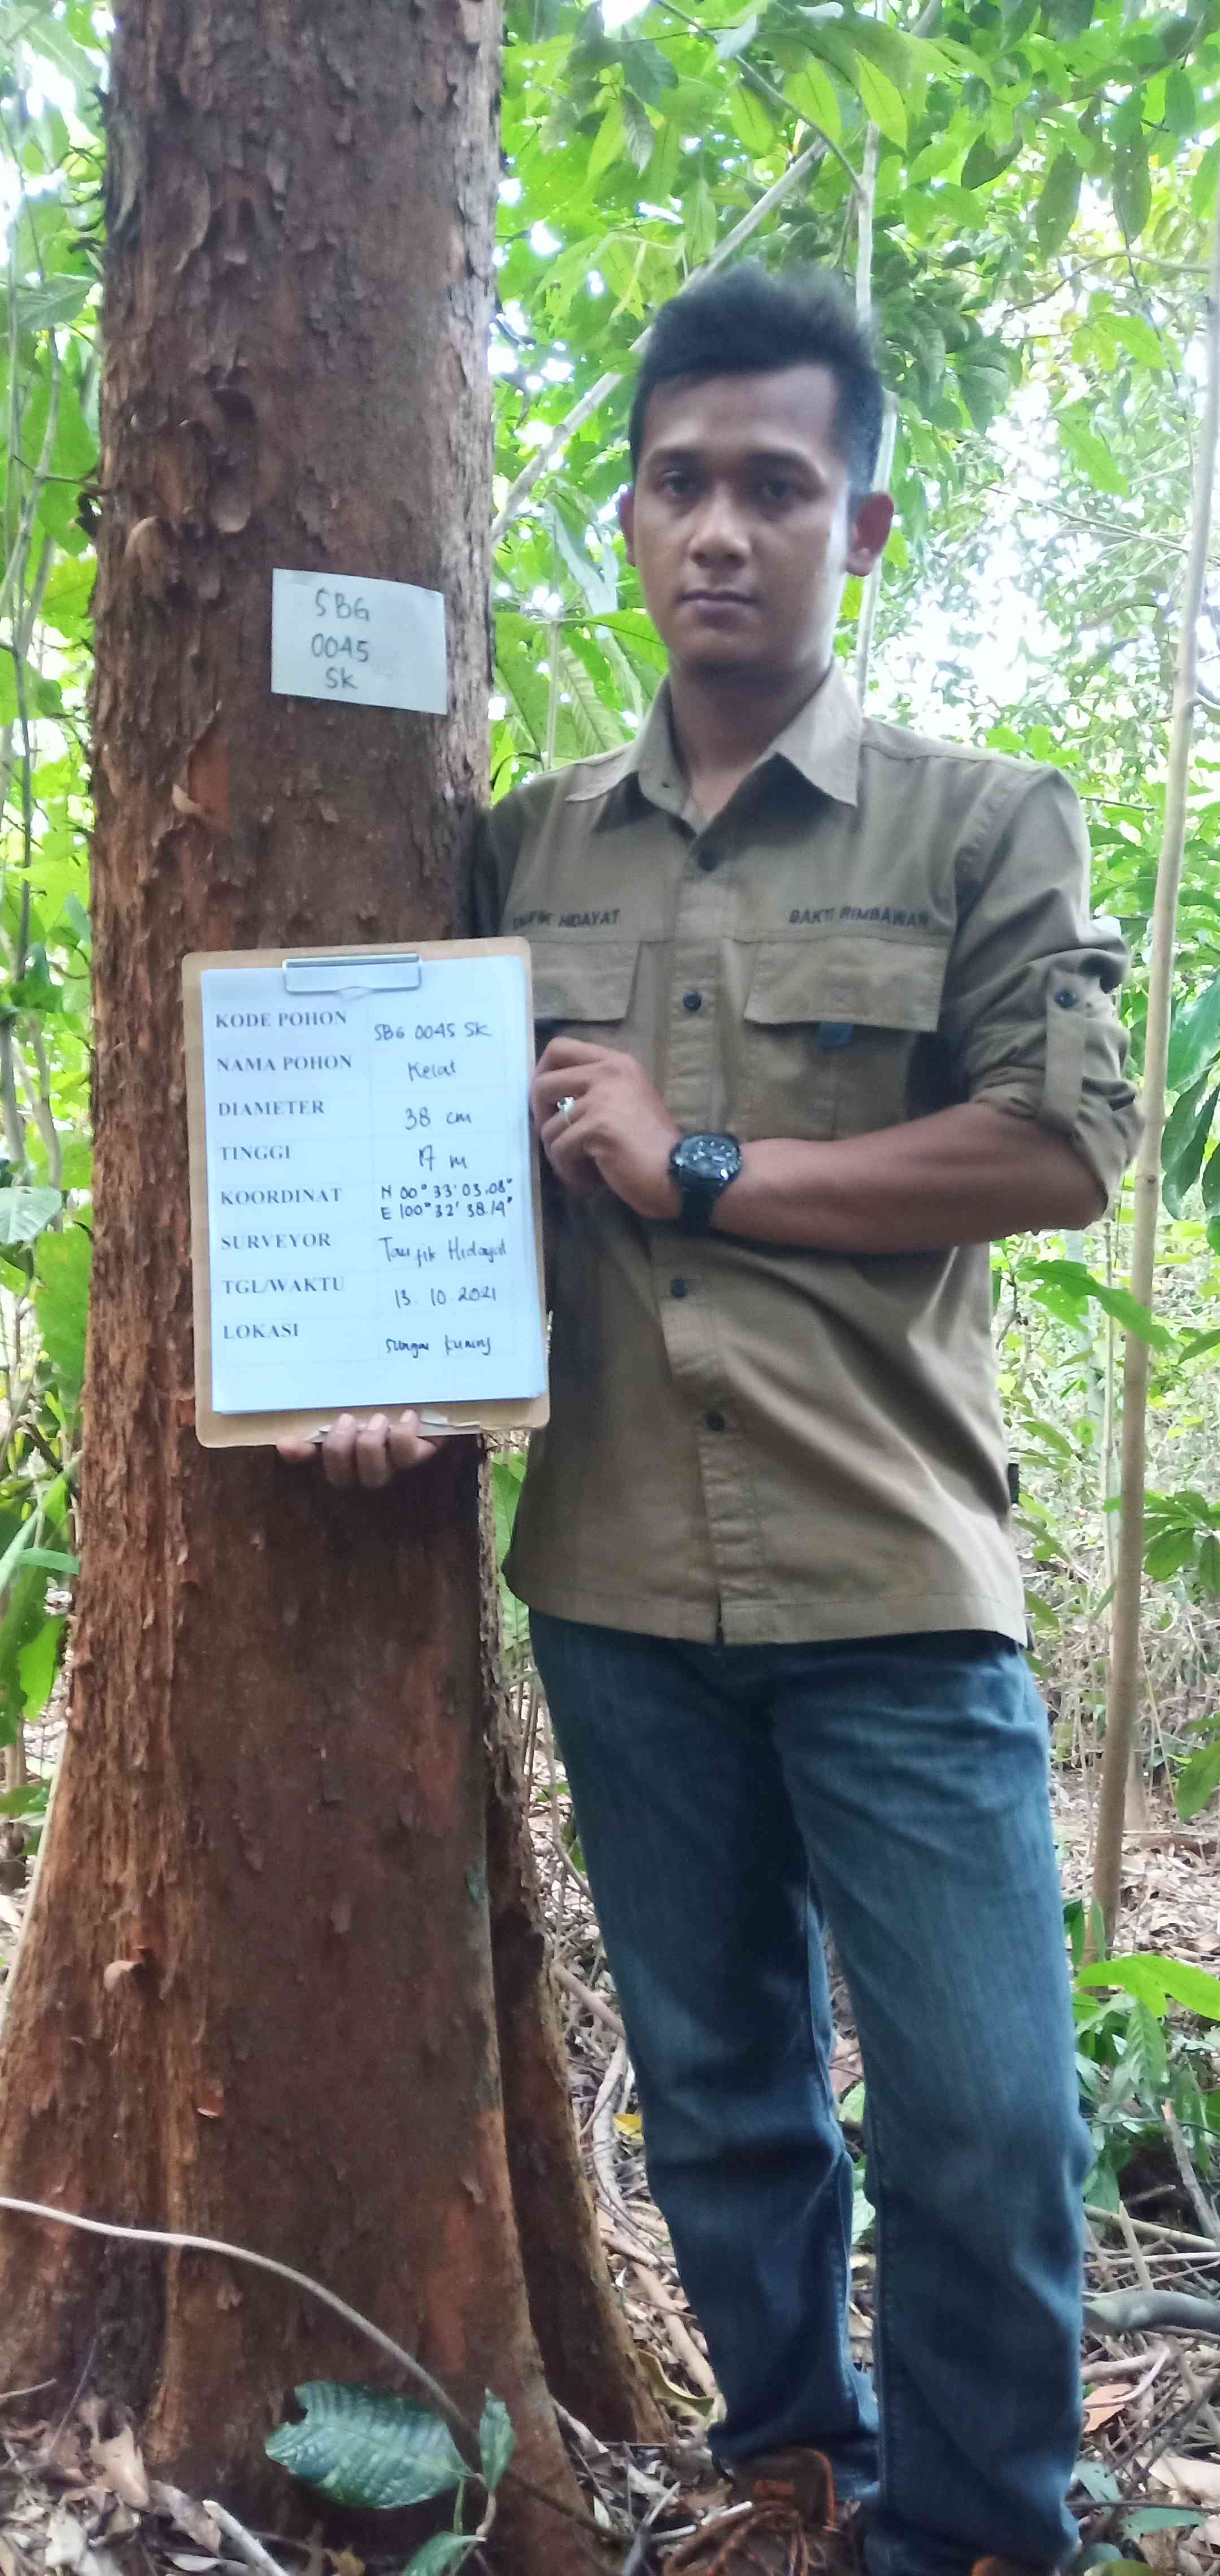 SBG
0045
SK
TAUFIK HIDAYAT
BAKTI RIMBAWAN
KODE POHON SBG 0045 SK
NAMA POHON Kelat
DIAMETER 38 cm
TINGGI 17 m
KOORDINAT N 00° 33' 03.08"
E 100° 32' 38.14"
SURVEYOR Taufik Hidayat
TGL/WAKTU 13.10.2021
LOKASI Sungai Kuning